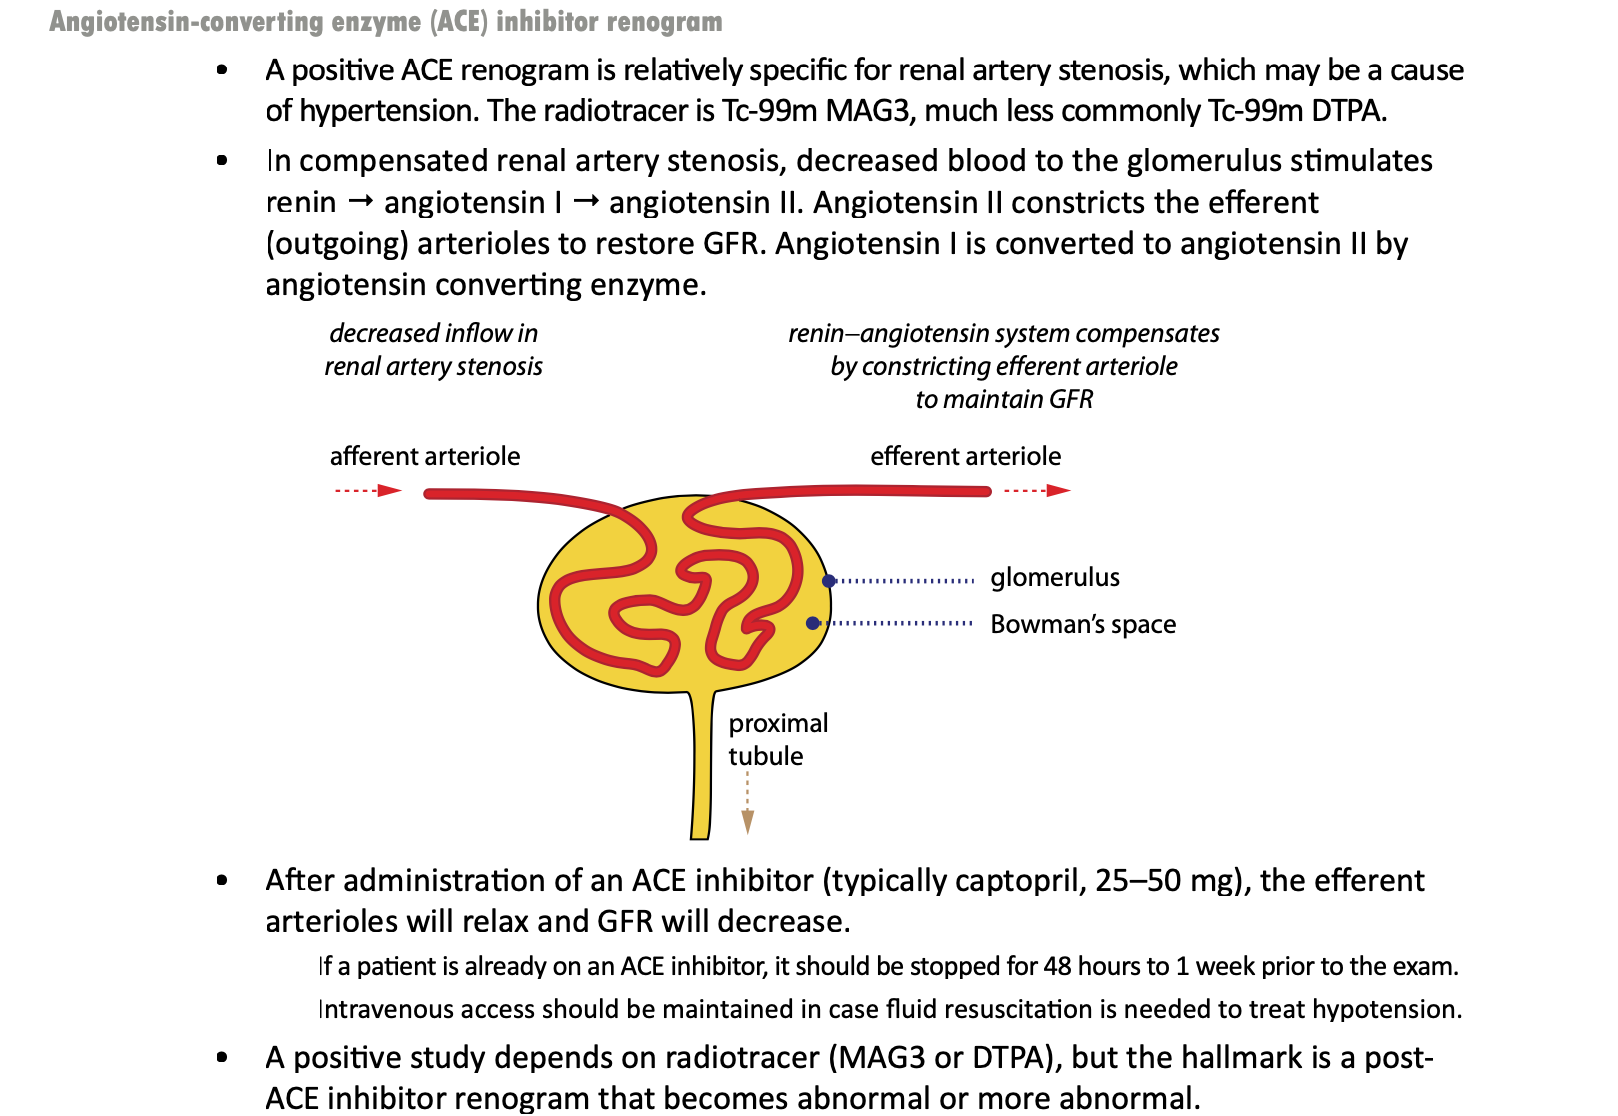 Angiotensin-converting enzyme (ACE) inhibitor renogram
• A positive ACE renogram is relatively specific for renal artery stenosis, which may be a cause
of hypertension. The radiotracer is Tc-99m MAG3, much less commonly Tc-99m DTPA.
• In compensated renal artery stenosis, decreased blood to the glomerulus stimulates
renin → angiotensin I → angiotensin II. Angiotensin II constricts the efferent
(outgoing) arterioles to restore GFR. Angiotensin I is converted to angiotensin II by
angiotensin converting enzyme.
decreased inflow in
renal artery stenosis
renin–angiotensin system compensates
by constricting efferent arteriole
to maintain GFR
afferent arteriole
efferent arteriole
glomerulus
Bowman's space
proximal
tubule
• After administration of an ACE inhibitor (typically captopril, 25–50 mg), the efferent
arterioles will relax and GFR will decrease.
If a patient is already on an ACE inhibitor, it should be stopped for 48 hours to 1 week prior to the exam.
Intravenous access should be maintained in case fluid resuscitation is needed to treat hypotension.
• A positive study depends on radiotracer (MAG3 or DTPA), but the hallmark is a post-
ACE inhibitor renogram that becomes abnormal or more abnormal.